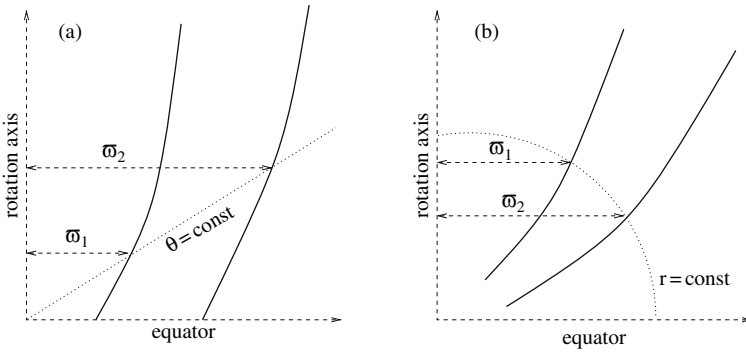 (a)
rotation axis
ϖ₂
ϖ₁
θ = const
equator
(b)
rotation axis
ϖ₁
ϖ₂
r = const
equator